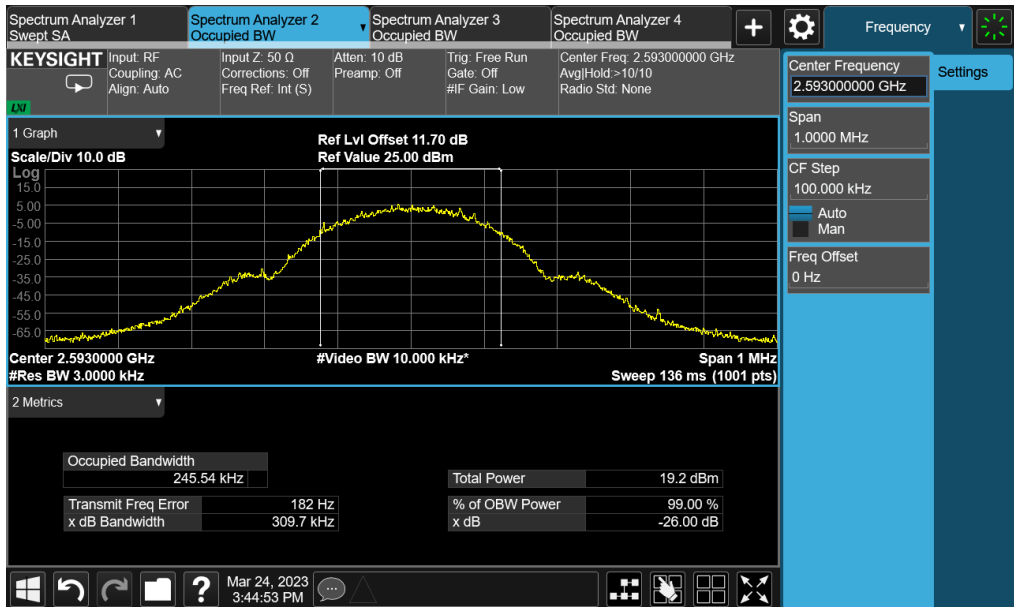 Spectrum Analyzer 1
Swept SA
Spectrum Analyzer 2
Occupied BW
Spectrum Analyzer 3
Occupied BW
Spectrum Analyzer 4
Occupied BW
Frequency
KEYSIGHT
LXI
Input: RF
Coupling: AC
Align: Auto
Input Z: 50 Ω
Corrections: Off
Freq Ref: Int (S)
Atten: 10 dB
Preamp: Off
Trig: Free Run
Gate: Off
#IF Gain: Low
Center Freq: 2.593000000 GHz
Avg|Hold:>10/10
Radio Std: None
Center Frequency
2.593000000 GHz
Settings
Span
1.0000 MHz
CF Step
100.000 kHz
Auto
Man
Freq Offset
0 Hz
1 Graph
Scale/Div 10.0 dB
Ref Lvl Offset 11.70 dB
Ref Value 25.00 dBm
Log
15.0
5.00
-5.00
-15.0
-25.0
-35.0
-45.0
-55.0
-65.0
Center 2.5930000 GHz
#Res BW 3.0000 kHz
#Video BW 10.000 kHz*
Span 1 MHz
Sweep 136 ms (1001 pts)
2 Metrics
Occupied Bandwidth
245.54 kHz
Total Power 19.2 dBm
Transmit Freq Error 182 Hz
% of OBW Power 99.00 %
x dB Bandwidth 309.7 kHz
x dB -26.00 dB
?
Mar 24, 2023
3:44:53 PM